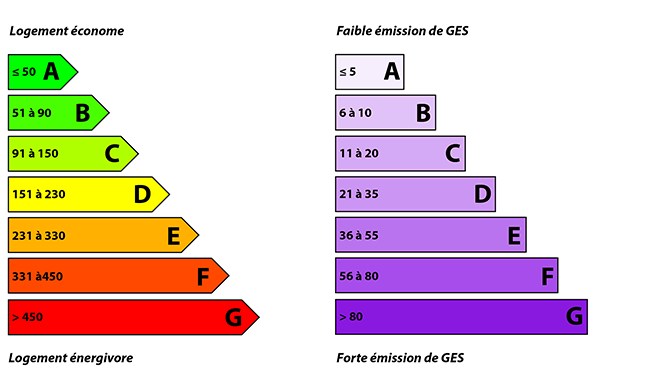 Logement économe
≤ 50 A
51 à 90 B
91 à 150 C
151 à 230 D
231 à 330 E
331 à450 F
> 450 G
Logement énergivore
Faible émission de GES
≤ 5 A
6 à 10 B
11 à 20 C
21 à 35 D
36 à 55 E
56 à 80 F
> 80 G
Forte émission de GES